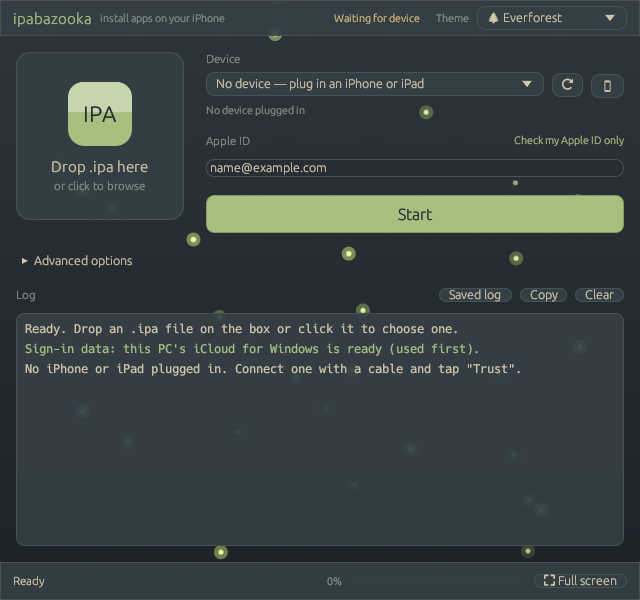 ipabazooka install apps on your iPhone Waiting for device Theme Everforest
Device
No device — plug in an iPhone or iPad
No device plugged in
IPA
Drop .ipa here
or click to browse
Apple ID Check my Apple ID only
name@example.com
Start
Advanced options
Log Saved log Copy Clear
Ready. Drop an .ipa file on the box or click it to choose one.
Sign-in data: this PC's iCloud for Windows is ready (used first).
No iPhone or iPad plugged in. Connect one with a cable and tap "Trust".
Ready 0% Full screen